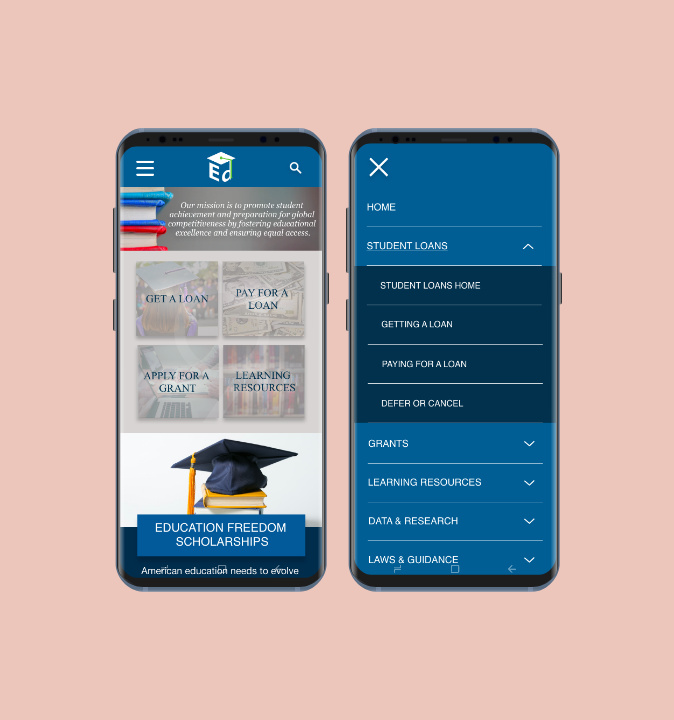 Ed
Our mission is to promote student
achievement and preparation for global
competitiveness by fostering educational
excellence and ensuring equal access.
GET A LOAN
PAY FOR A
LOAN
APPLY FOR A
GRANT
LEARNING
RESOURCES
EDUCATION FREEDOM
SCHOLARSHIPS
American education needs to evolve
HOME
STUDENT LOANS
STUDENT LOANS HOME
GETTING A LOAN
PAYING FOR A LOAN
DEFER OR CANCEL
GRANTS
LEARNING RESOURCES
DATA & RESEARCH
LAWS & GUIDANCE